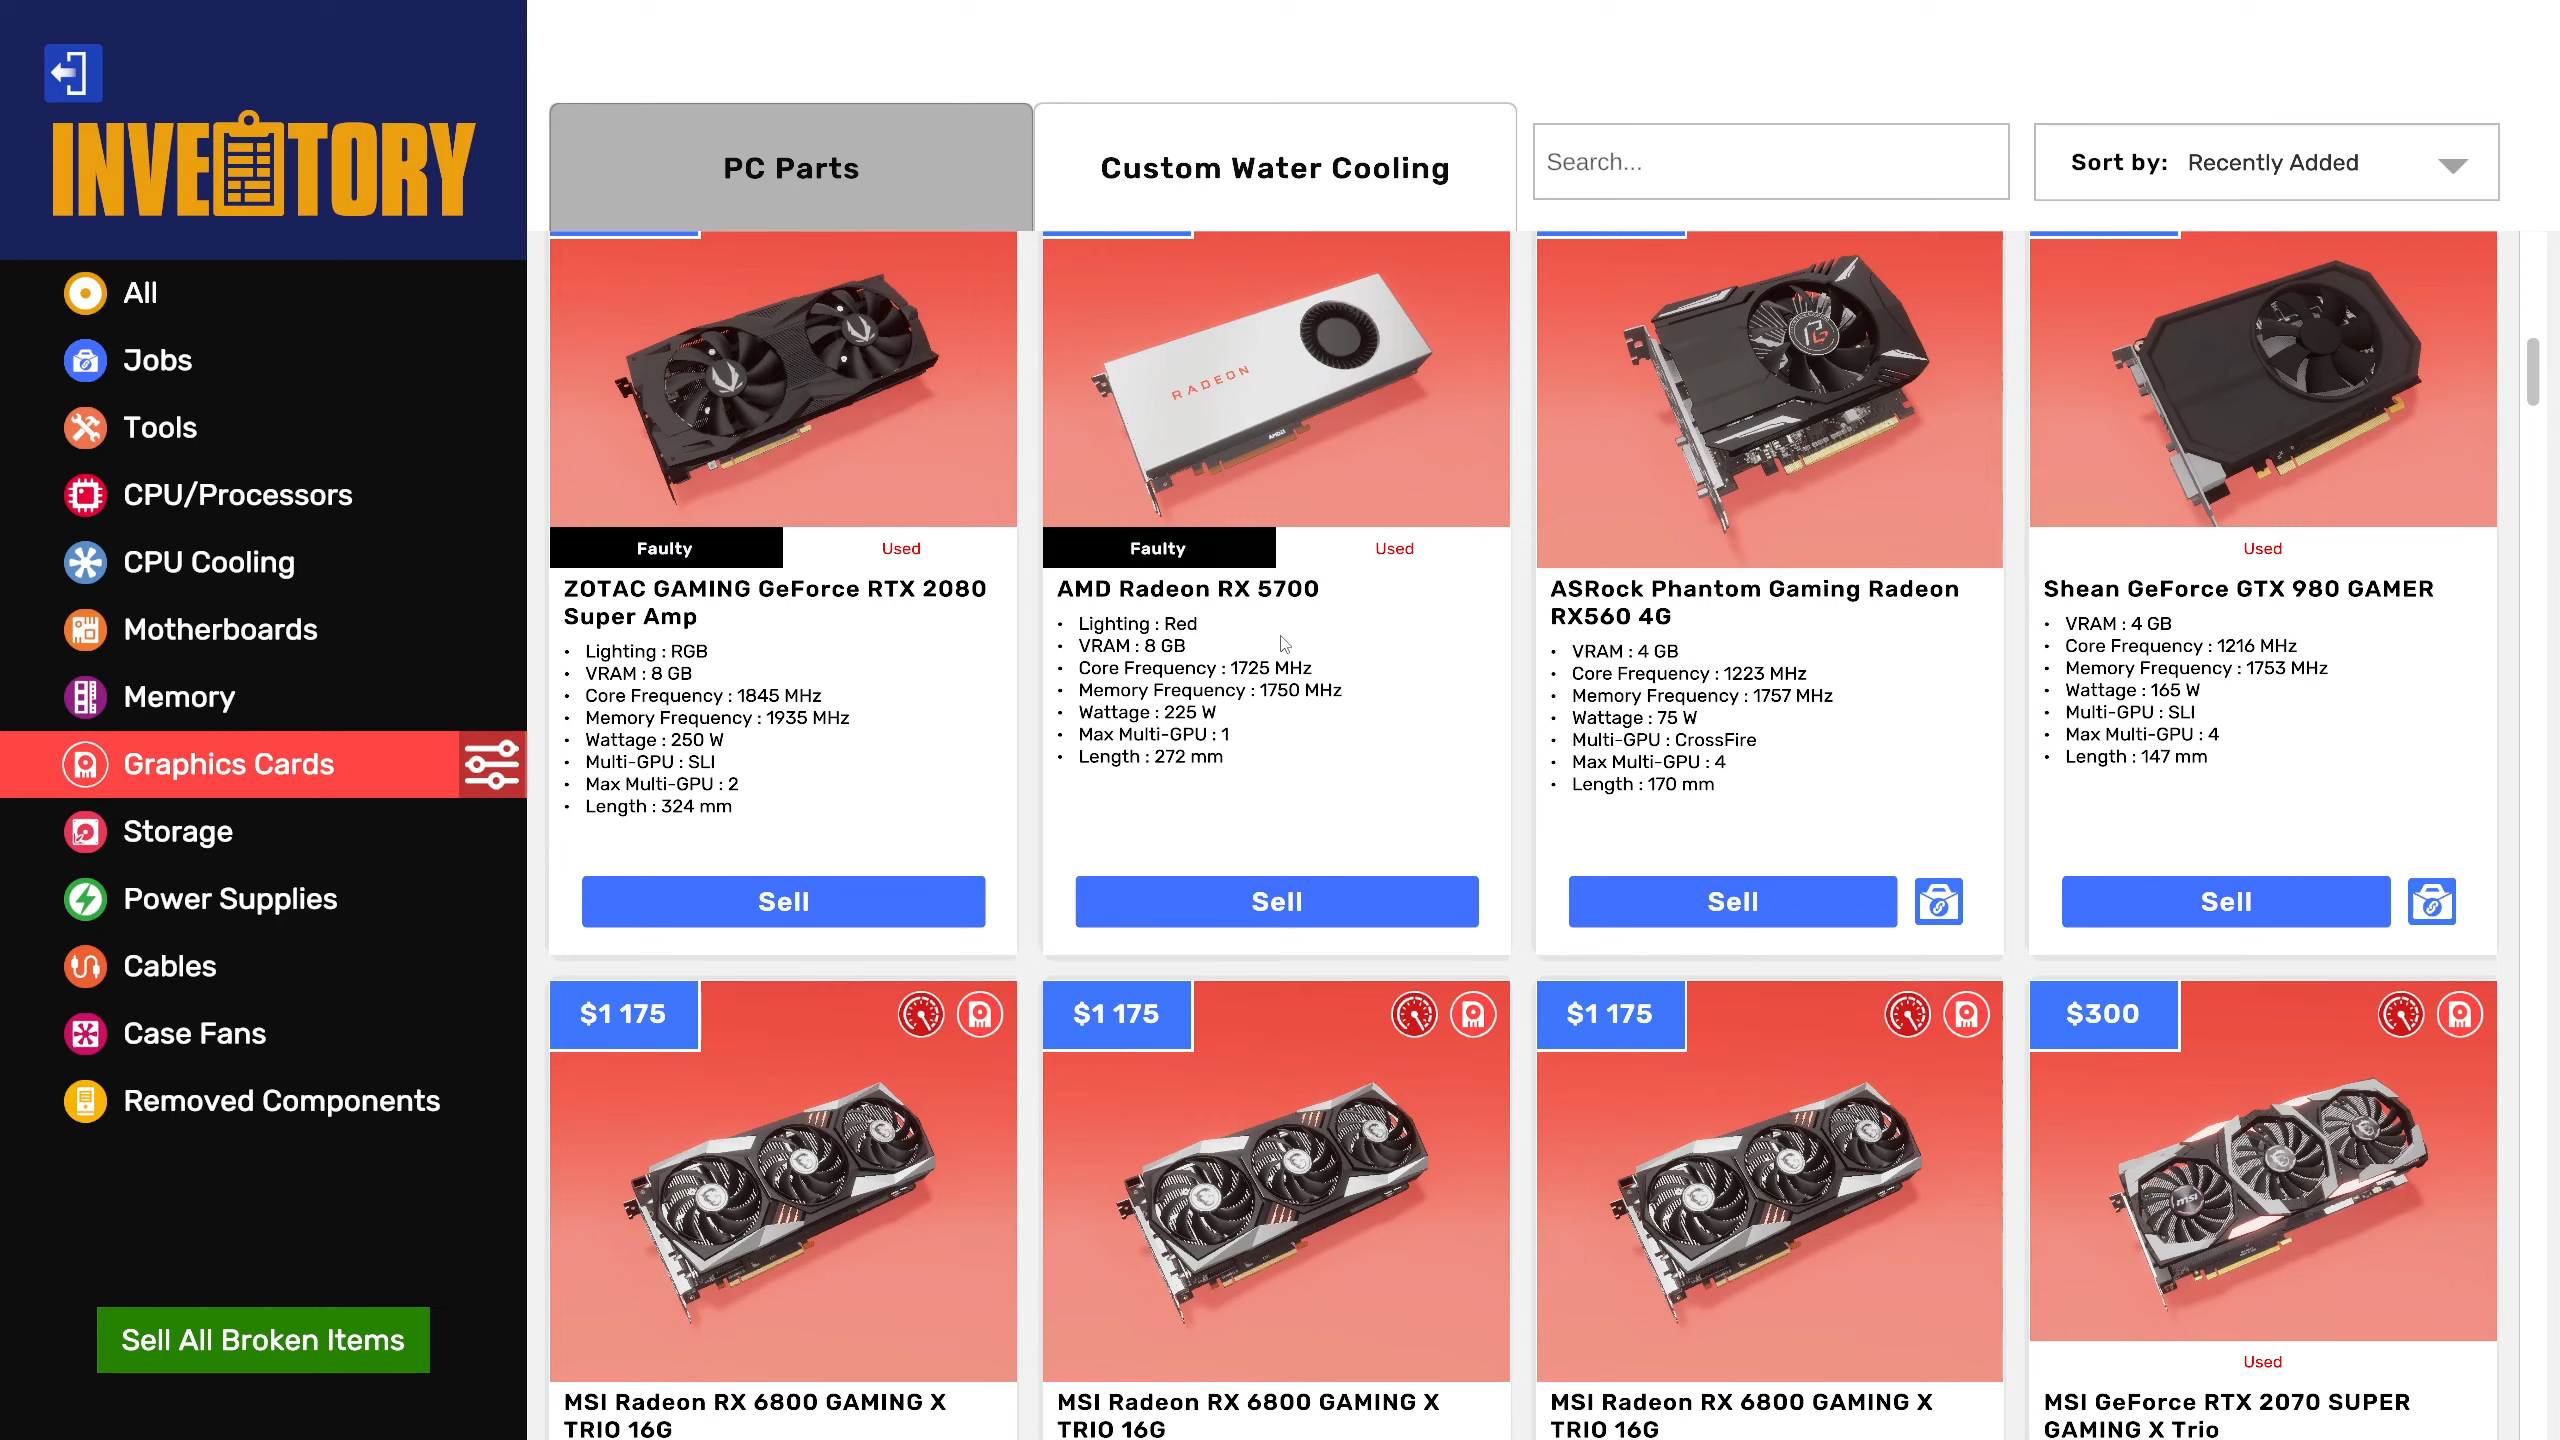 INVENTORY
All
Jobs
Tools
CPU/Processors
CPU Cooling
Motherboards
Memory
Graphics Cards
Storage
Power Supplies
Cables
Case Fans
Removed Components
Sell All Broken Items
PC Parts
Custom Water Cooling
Search...
Sort by: Recently Added
Faulty
Used
ZOTAC GAMING GeForce RTX 2080
Super Amp
• Lighting : RGB
• VRAM : 8 GB
• Core Frequency : 1845 MHz
• Memory Frequency : 1935 MHz
• Wattage : 250 W
• Multi-GPU : SLI
• Max Multi-GPU : 2
• Length : 324 mm
Sell
RADEON
AMD
Faulty
Used
AMD Radeon RX 5700
• Lighting : Red
• VRAM : 8 GB
• Core Frequency : 1725 MHz
• Memory Frequency : 1750 MHz
• Wattage : 225 W
• Max Multi-GPU : 1
• Length : 272 mm
Sell
ASRock Phantom Gaming Radeon
RX560 4G
• VRAM : 4 GB
• Core Frequency : 1223 MHz
• Memory Frequency : 1757 MHz
• Wattage : 75 W
• Multi-GPU : CrossFire
• Max Multi-GPU : 4
• Length : 170 mm
Sell
Used
Shean GeForce GTX 980 GAMER
• VRAM : 4 GB
• Core Frequency : 1216 MHz
• Memory Frequency : 1753 MHz
• Wattage : 165 W
• Multi-GPU : SLI
• Max Multi-GPU : 4
• Length : 147 mm
Sell
$1 175
MSI Radeon RX 6800 GAMING X
TRIO 16G
$1 175
MSI Radeon RX 6800 GAMING X
TRIO 16G
$1 175
MSI Radeon RX 6800 GAMING X
TRIO 16G
$300
msi
Used
MSI GeForce RTX 2070 SUPER
GAMING X Trio